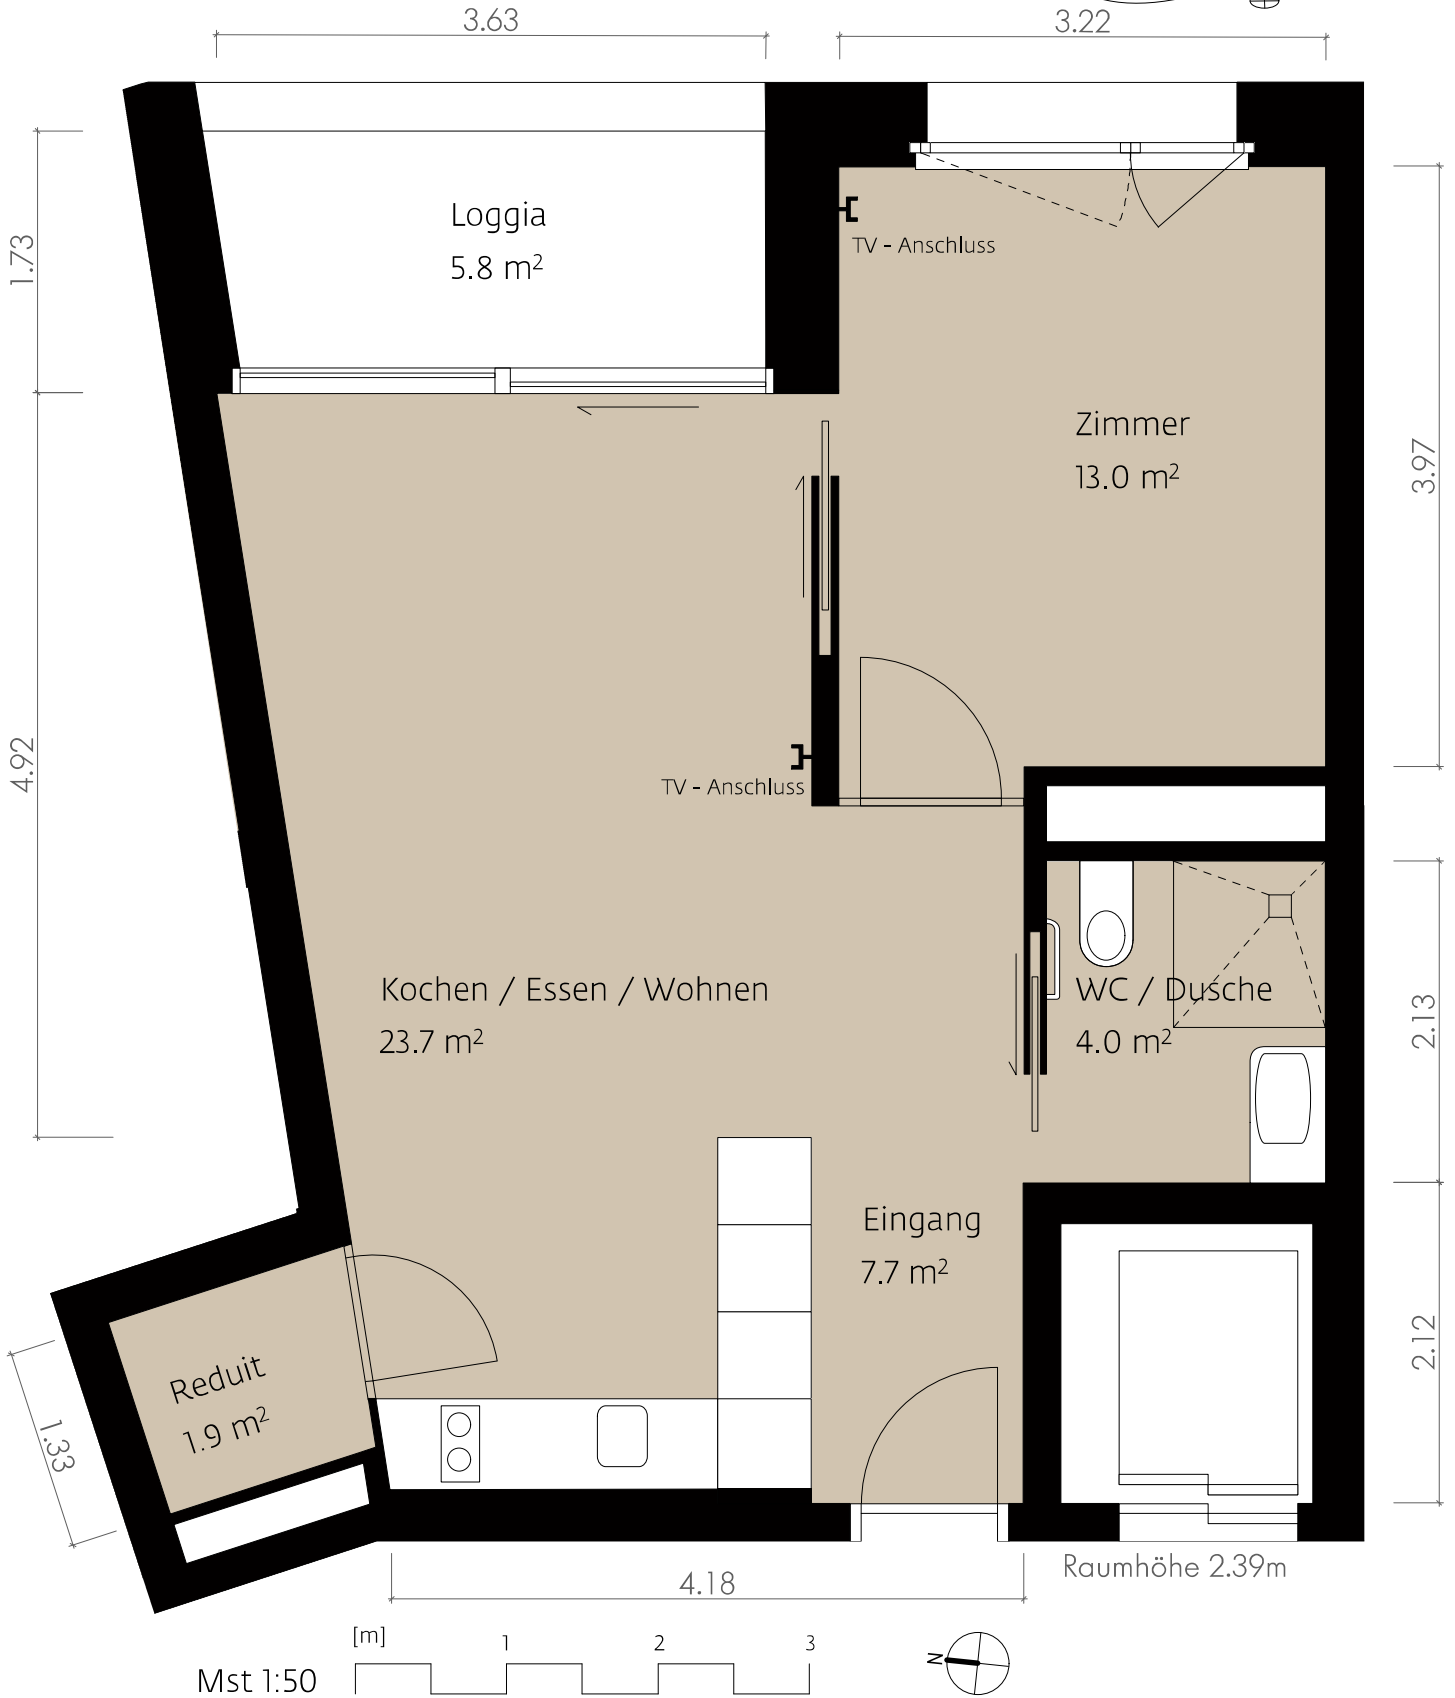 3.63
3.22
Loggia
5.8 m²
TV - Anschluss
1.73
Zimmer
13.0 m²
3.97
4.92
TV - Anschluss
Kochen / Essen / Wohnen
23.7 m²
WC / Dusche
4.0 m²
2.13
Eingang
7.7 m²
2.12
Reduit
1.9 m²
1.33
4.18
Raumhöhe 2.39m
[m] 1 2 3
Mst 1:50
N